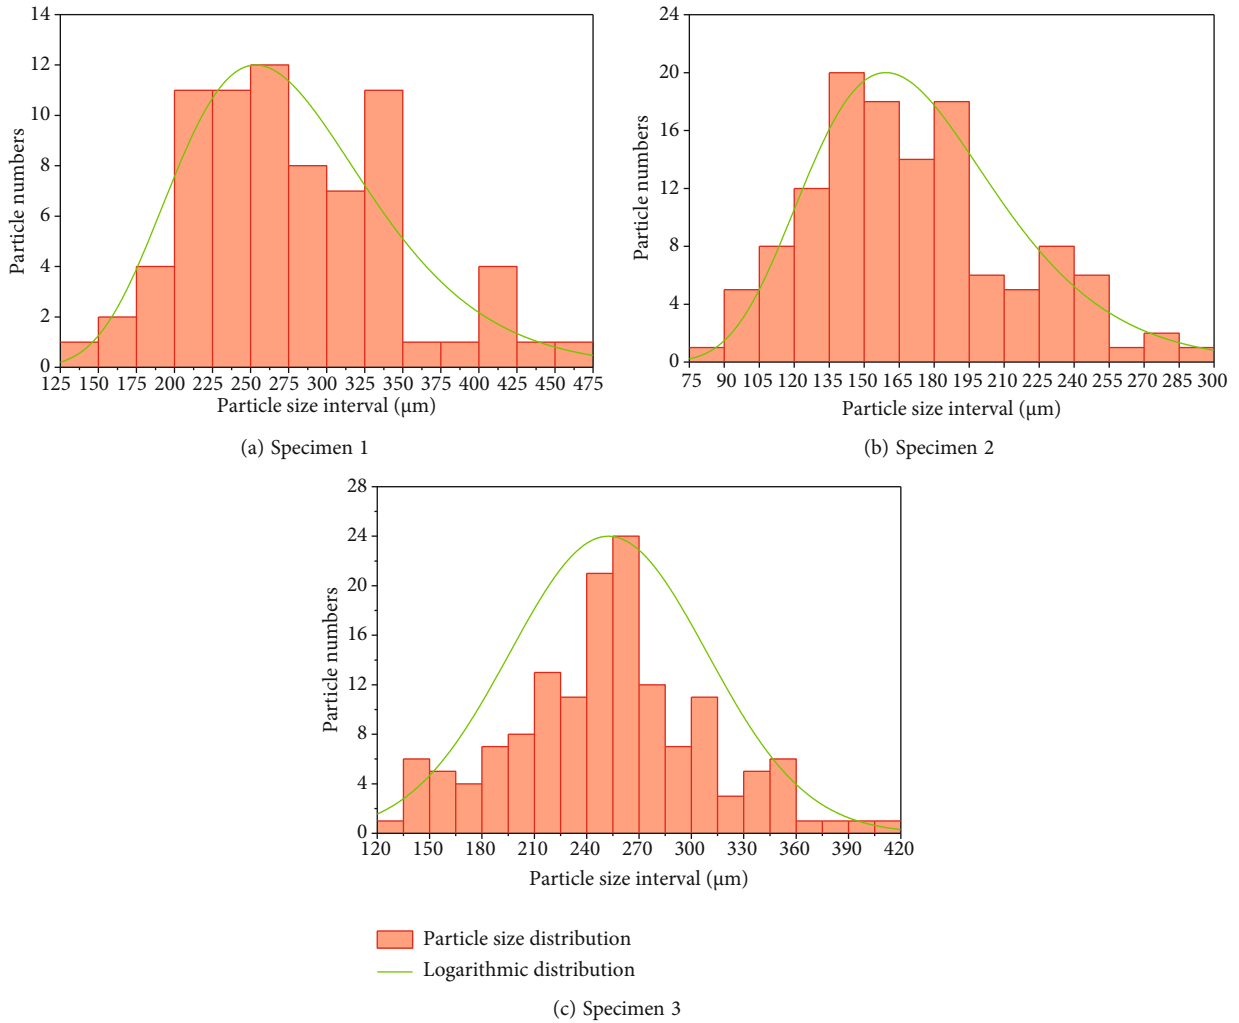 14
12
10
8
6
4
2
0
Particle numbers
125 150 175 200 225 250 275 300 325 350 375 400 425 450 475
Particle size interval (μm)
(a) Specimen 1
24
20
16
12
8
4
0
Particle numbers
75 90 105 120 135 150 165 180 195 210 225 240 255 270 285 300
Particle size interval (μm)
(b) Specimen 2
28
24
20
16
12
8
4
0
Particle numbers
120 150 180 210 240 270 300 330 360 390 420
Particle size interval (μm)
Particle size distribution
Logarithmic distribution
(c) Specimen 3